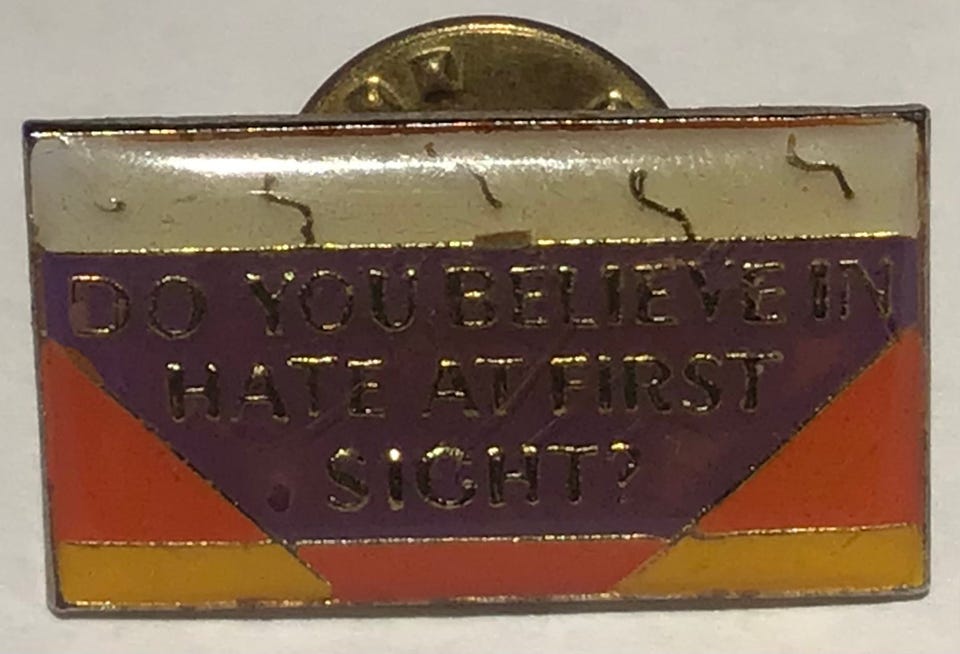 DO YOU BELIEVE IN
HATE AT FIRST
SIGHT?